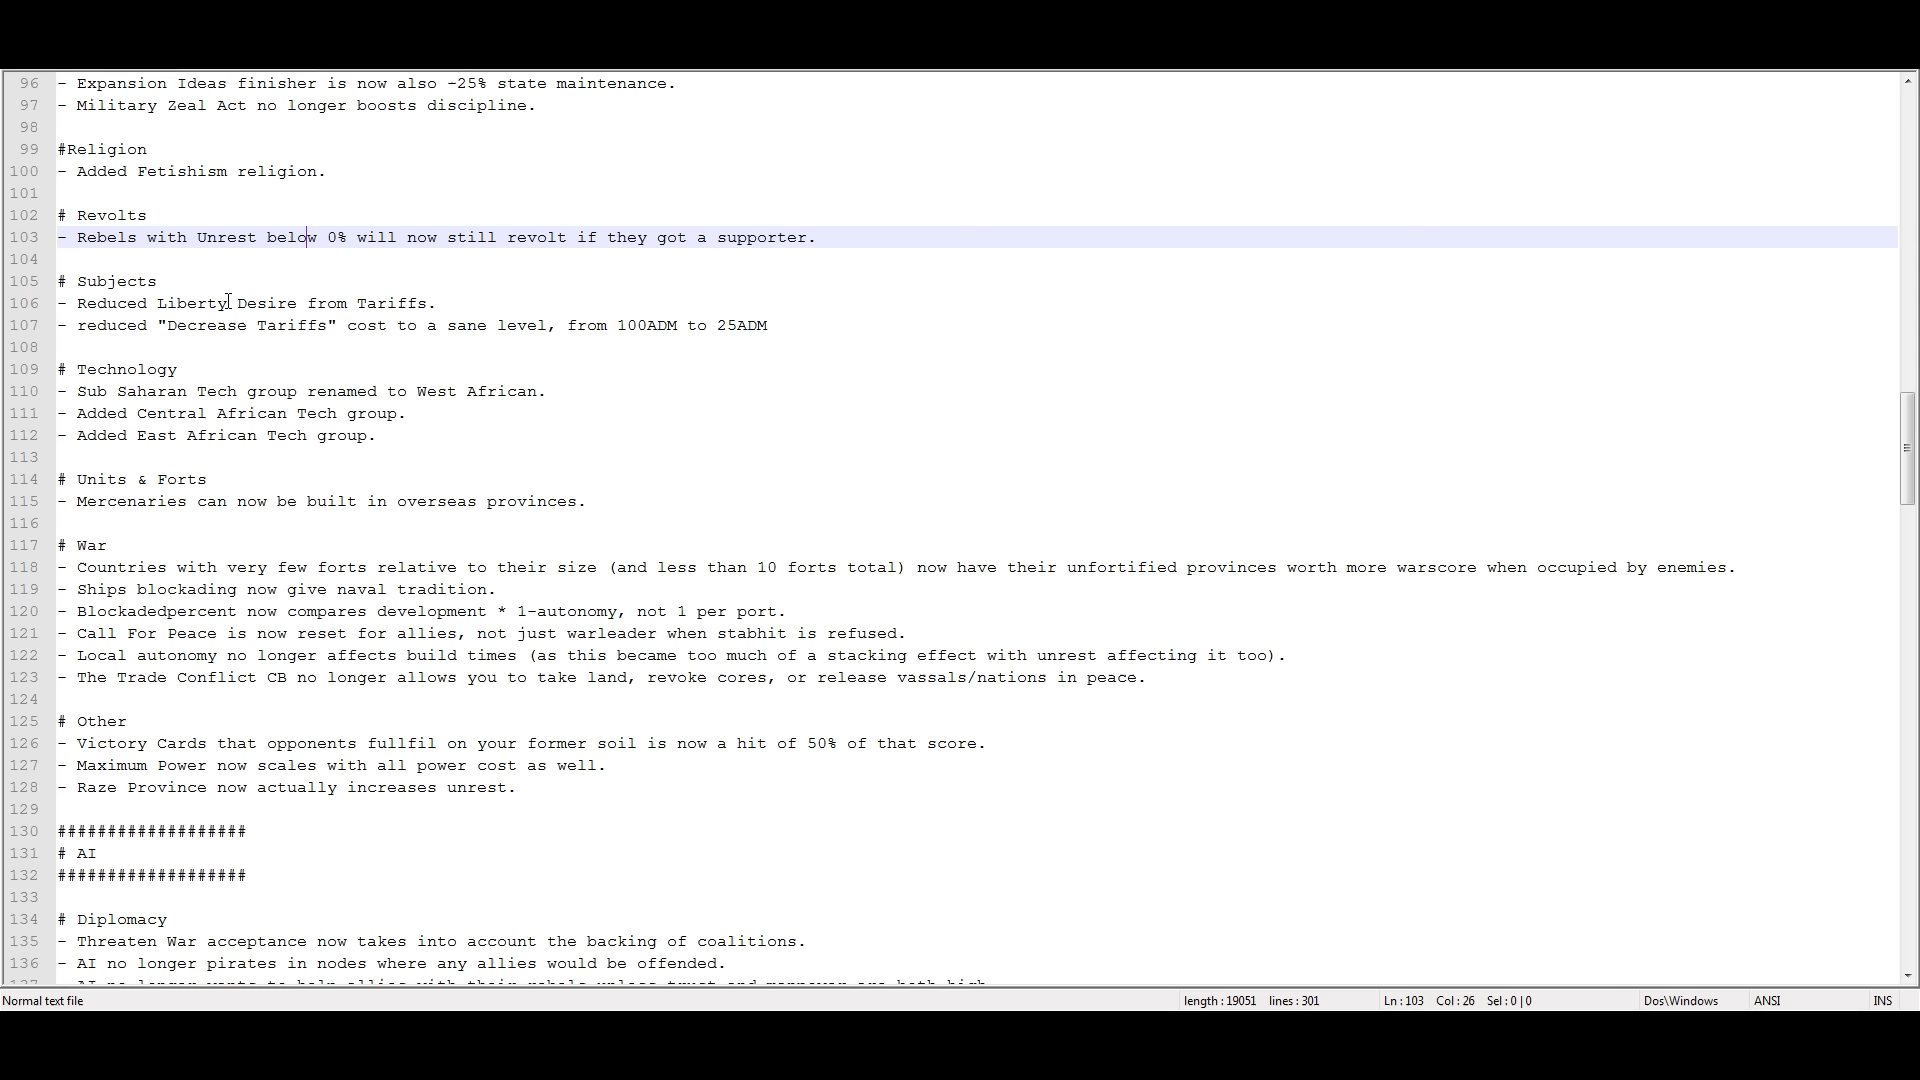 96 - Expansion Ideas finisher is now also -25% state maintenance.
97 - Military Zeal Act no longer boosts discipline.
98
99 #Religion
100 - Added Fetishism religion.
101
102 # Revolts
103 - Rebels with Unrest below 0% will now still revolt if they got a supporter.
104
105 # Subjects
106 - Reduced Liberty Desire from Tariffs.
107 - reduced "Decrease Tariffs" cost to a sane level, from 100ADM to 25ADM
108
109 # Technology
110 - Sub Saharan Tech group renamed to West African.
111 - Added Central African Tech group.
112 - Added East African Tech group.
113
114 # Units & Forts
115 - Mercenaries can now be built in overseas provinces.
116
117 # War
118 - Countries with very few forts relative to their size (and less than 10 forts total) now have their unfortified provinces worth more warscore when occupied by enemies.
119 - Ships blockading now give naval tradition.
120 - Blockadedpercent now compares development * 1-autonomy, not 1 per port.
121 - Call For Peace is now reset for allies, not just warleader when stabhit is refused.
122 - Local autonomy no longer affects build times (as this became too much of a stacking effect with unrest affecting it too).
123 - The Trade Conflict CB no longer allows you to take land, revoke cores, or release vassals/nations in peace.
124
125 # Other
126 - Victory Cards that opponents fullfil on your former soil is now a hit of 50% of that score.
127 - Maximum Power now scales with all power cost as well.
128 - Raze Province now actually increases unrest.
129
130 ###################
131 # AI
132 ###################
133
134 # Diplomacy
135 - Threaten War acceptance now takes into account the backing of coalitions.
136 - AI no longer pirates in nodes where any allies would be offended.
Normal text file length : 19051 lines : 301 Ln : 103 Col : 26 Sel : 0 | 0 Dos\Windows ANSI INS